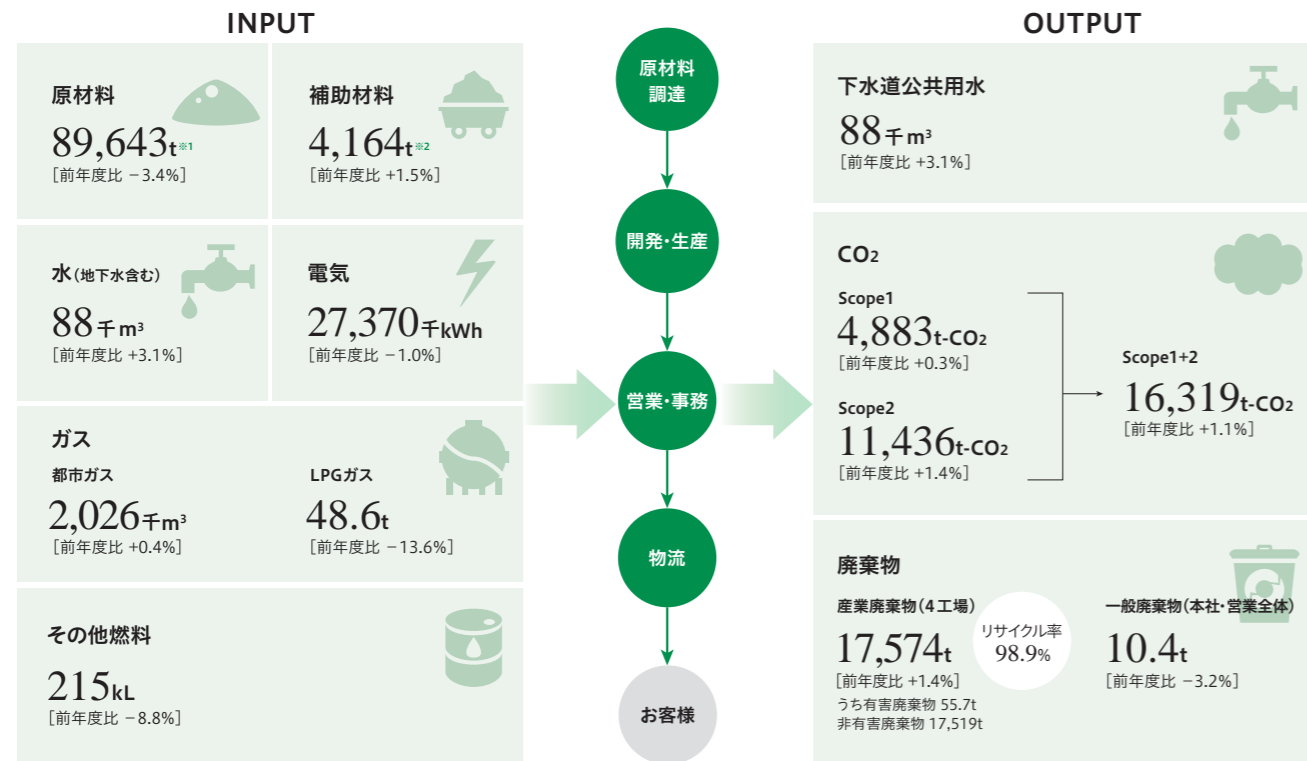 INPUT
原材料
89,643t※1
[前年度比 －3.4%]
補助材料
4,164t※2
[前年度比 +1.5%]
水(地下水含む)
88千m³
[前年度比 +3.1%]
電気
27,370千kWh
[前年度比 －1.0%]
ガス
都市ガス
2,026千m³
[前年度比 +0.4%]
LPGガス
48.6t
[前年度比 －13.6%]
その他燃料
215kL
[前年度比 －8.8%]
原材料
調達
開発・生産
営業・事務
物流
お客様
OUTPUT
下水道公共用水
88千m³
[前年度比 +3.1%]
CO₂
Scope1
4,883t-CO₂
[前年度比 +0.3%]
Scope2
11,436t-CO₂
[前年度比 +1.4%]
Scope1+2
16,319t-CO₂
[前年度比 +1.1%]
廃棄物
産業廃棄物(4工場)
17,574t
[前年度比 +1.4%]
うち有害廃棄物 55.7t
非有害廃棄物 17,519t
リサイクル率
98.9%
一般廃棄物(本社・営業全体)
10.4t
[前年度比 －3.2%]